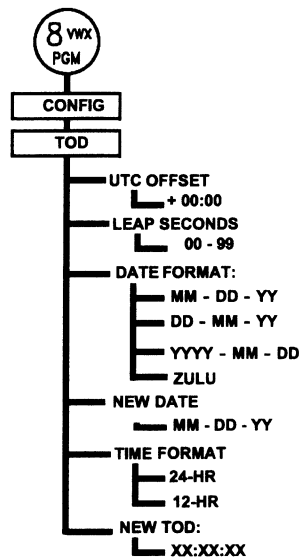 8 VWX
PGM
CONFIG
TOD
UTC OFFSET
+ 00:00
LEAP SECONDS
00 - 99
DATE FORMAT:
MM - DD - YY
DD - MM - YY
YYYY - MM - DD
ZULU
NEW DATE
MM - DD - YY
TIME FORMAT
24-HR
12-HR
NEW TOD:
XX:XX:XX